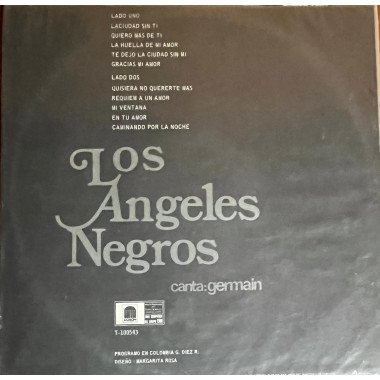 LADO UNO
LACIUDAD SIN TI
QUIERO MAS DE TI
LA HUELLA DE MI AMOR
TE DEJO LA CIUDAD SIN MI
GRACIAS MI AMOR
LADO DOS
QUISIERA NO QUERERTE MAS
REQUIEM A UN AMOR
MI VENTANA
EN TU AMOR
CAMINANDO POR LA NOCHE
LOS
ANGELES
NEGROS
canta:germain
T-100543
PROGRAMO EN COLOMBIA G. DIEZ R.
DISEÑO - MARGARITA ROSA